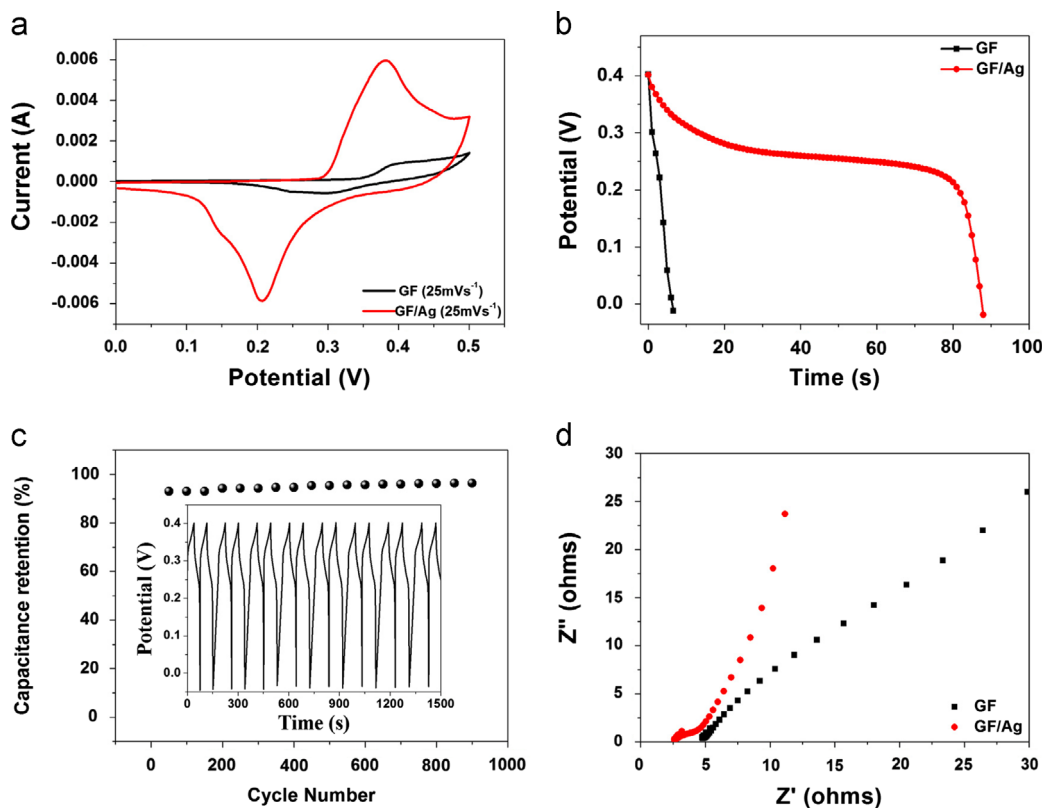 a
Current (A)
0.006
0.004
0.002
0.000
-0.002
-0.004
-0.006
0.0 0.1 0.2 0.3 0.4 0.5
Potential (V)
GF (25mVs⁻¹)
GF/Ag (25mVs⁻¹)
b
Potential (V)
0.4
0.3
0.2
0.1
0.0
0 20 40 60 80 100
Time (s)
GF
GF/Ag
c
Capacitance retention (%)
100
80
60
40
20
0
0 200 400 600 800 1000
Cycle Number
Potential (V)
0.4
0.3
0.2
0.1
0.0
0 300 600 900 1200 1500
Time (s)
d
Z'' (ohms)
30
25
20
15
10
5
0
0 5 10 15 20 25 30
Z' (ohms)
GF
GF/Ag